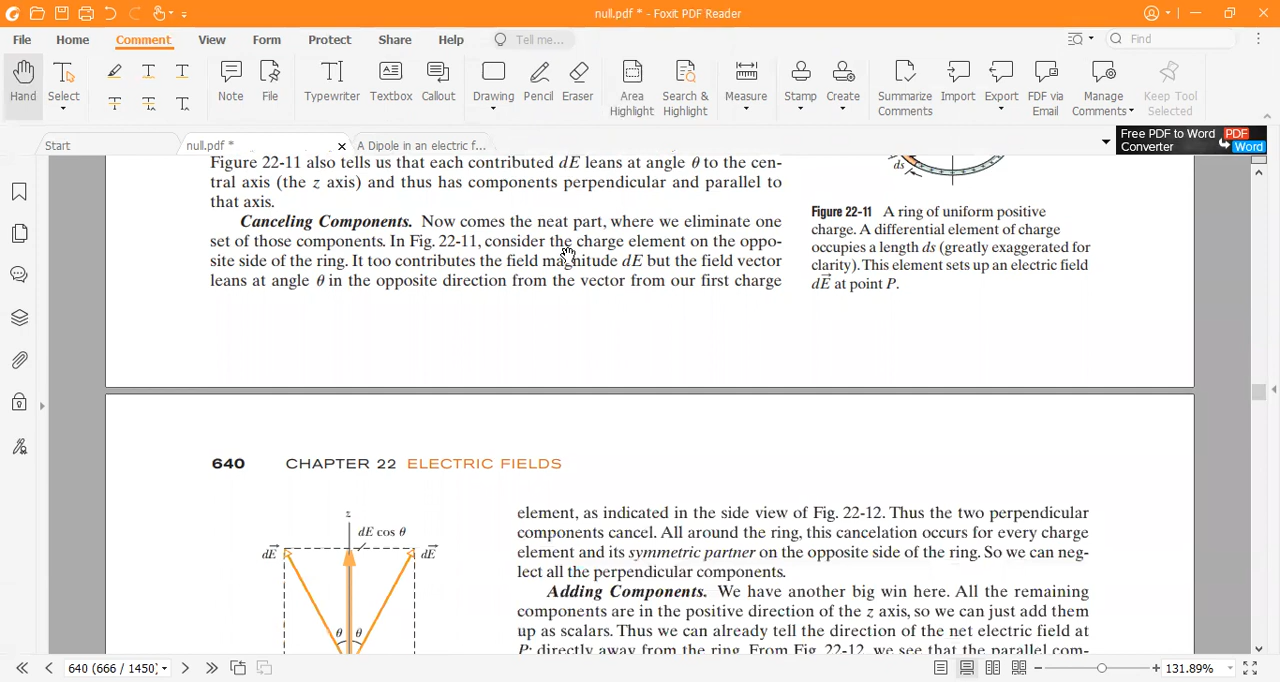 null.pdf * - Foxit PDF Reader
File Home Comment View Form Protect Share Help Tell me... Find
Hand Select Note File Typewriter Textbox Callout Drawing Pencil Eraser Area Highlight Search & Highlight Measure Stamp Create Summarize Comments Import Export FDF via Email Manage Comments Keep Tool Selected
Start null.pdf * A Dipole in an electric f...
Free PDF to Word Converter PDF Word
Figure 22-11 also tells us that each contributed dE leans at angle θ to the cen-
tral axis (the z axis) and thus has components perpendicular and parallel to
that axis.
Canceling Components. Now comes the neat part, where we eliminate one
set of those components. In Fig. 22-11, consider the charge element on the oppo-
site side of the ring. It too contributes the field magnitude dE but the field vector
leans at angle θ in the opposite direction from the vector from our first charge
ds
Figure 22-11 A ring of uniform positive
charge. A differential element of charge
occupies a length ds (greatly exaggerated for
clarity). This element sets up an electric field
dE⃗ at point P.
640 CHAPTER 22 ELECTRIC FIELDS
z
dE cos θ
dE⃗ dE⃗
θ θ
element, as indicated in the side view of Fig. 22-12. Thus the two perpendicular
components cancel. All around the ring, this cancelation occurs for every charge
element and its symmetric partner on the opposite side of the ring. So we can neg-
lect all the perpendicular components.
Adding Components. We have another big win here. All the remaining
components are in the positive direction of the z axis, so we can just add them
up as scalars. Thus we can already tell the direction of the net electric field at
P: directly away from the ring. From Fig. 22-12, we see that the parallel com-
640 (666 / 1450) 131.89%